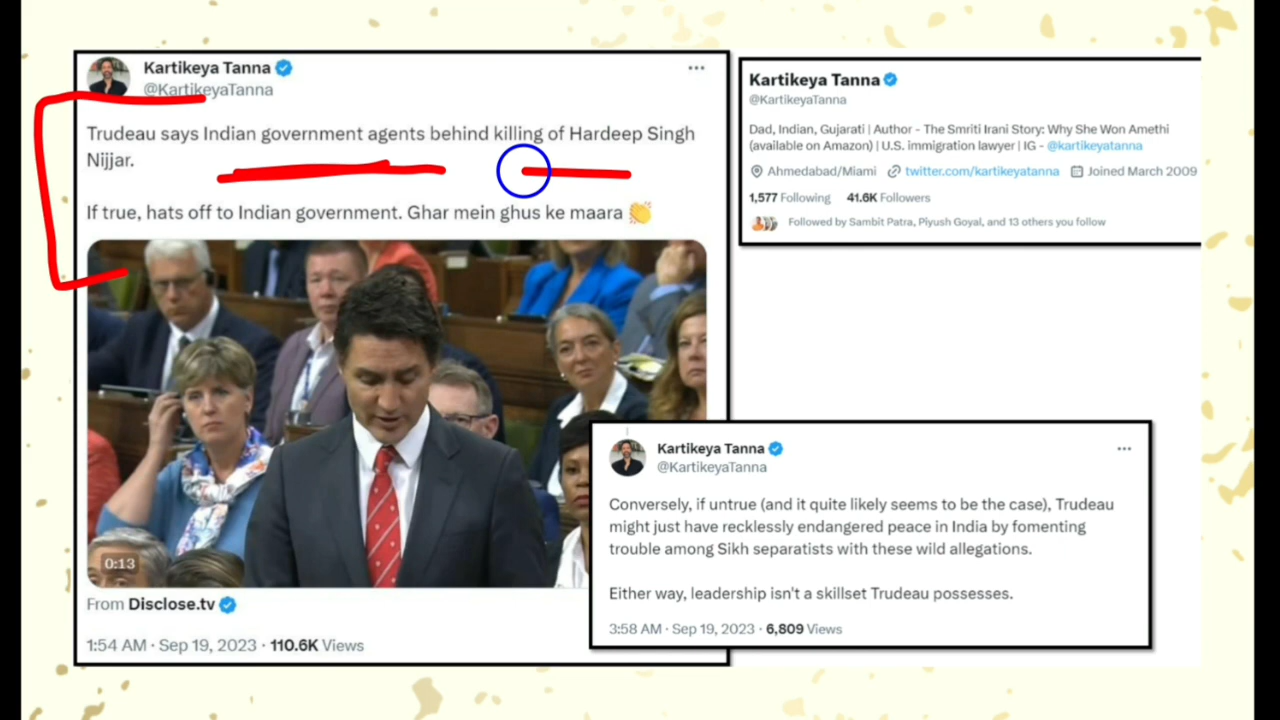 Kartikeya Tanna
@KartikeyaTanna
Trudeau says Indian government agents behind killing of Hardeep Singh
Nijjar.
If true, hats off to Indian government. Ghar mein ghus ke maara 👏
0:13
From Disclose.tv
1:54 AM · Sep 19, 2023 · 110.6K Views
Kartikeya Tanna
@KartikeyaTanna
Dad, Indian, Gujarati | Author - The Smriti Irani Story: Why She Won Amethi
(available on Amazon) | U.S. immigration lawyer | IG - @kartikeyatanna
Ahmedabad/Miami twitter.com/kartikeyatanna Joined March 2009
1,577 Following 41.6K Followers
Followed by Sambit Patra, Piyush Goyal, and 13 others you follow
Kartikeya Tanna
@KartikeyaTanna
Conversely, if untrue (and it quite likely seems to be the case), Trudeau
might just have recklessly endangered peace in India by fomenting
trouble among Sikh separatists with these wild allegations.
Either way, leadership isn't a skillset Trudeau possesses.
3:58 AM · Sep 19, 2023 · 6,809 Views